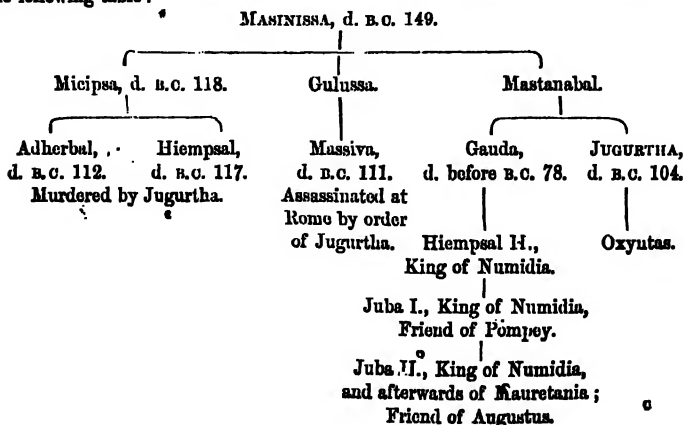 following table:
MASINISSA, d. B.C. 149.
Micipsa, d. B.C. 118. Gulussa. Mastanabal.
Adherbal, Hiempsal, Massiva, Gauda, JUGURTHA,
d. B.C. 112. d. B.C. 117. d. B.C. 111. d. before B.C. 78. d. B.C. 104.
Murdered by Jugurtha. Assassinated at
Rome by order
of Jugurtha. Hiempsal II., Oxyntas.
King of Numidia.
Juba I., King of Numidia,
Friend of Pompey.
Juba II., King of Numidia,
and afterwards of Mauretania;
Friend of Augustus.